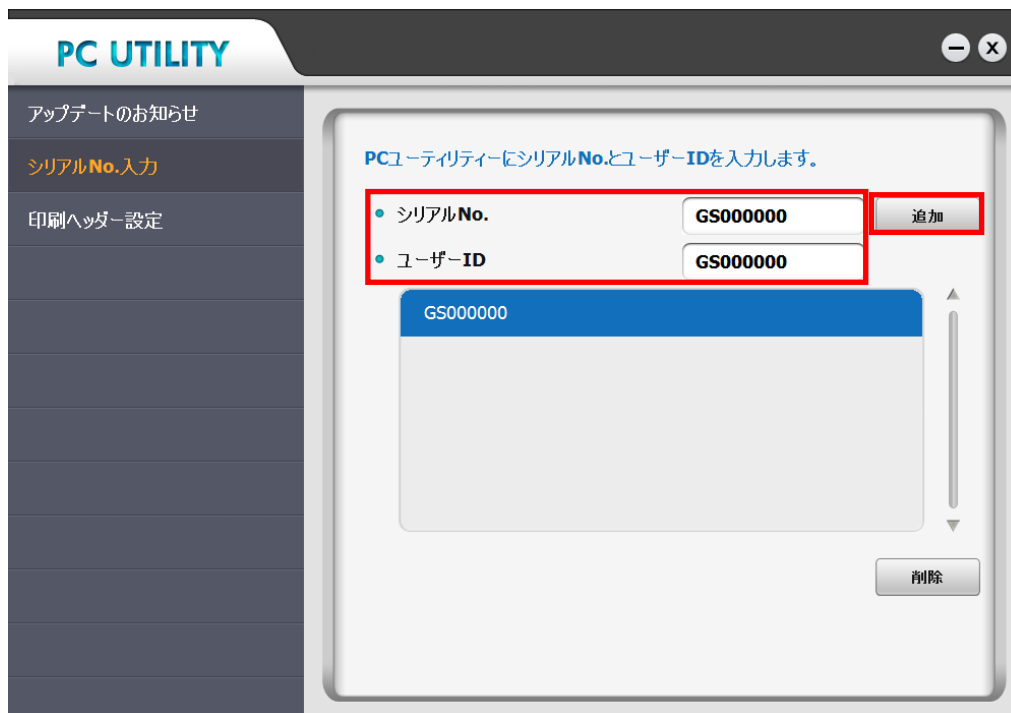 PC UTILITY
アップデートのお知らせ
シリアルNo.入力
印刷ヘッダー設定
PCユーティリティーにシリアルNo.とユーザーIDを入力します。
シリアルNo. GS000000 追加
ユーザーID GS000000
GS000000
削除